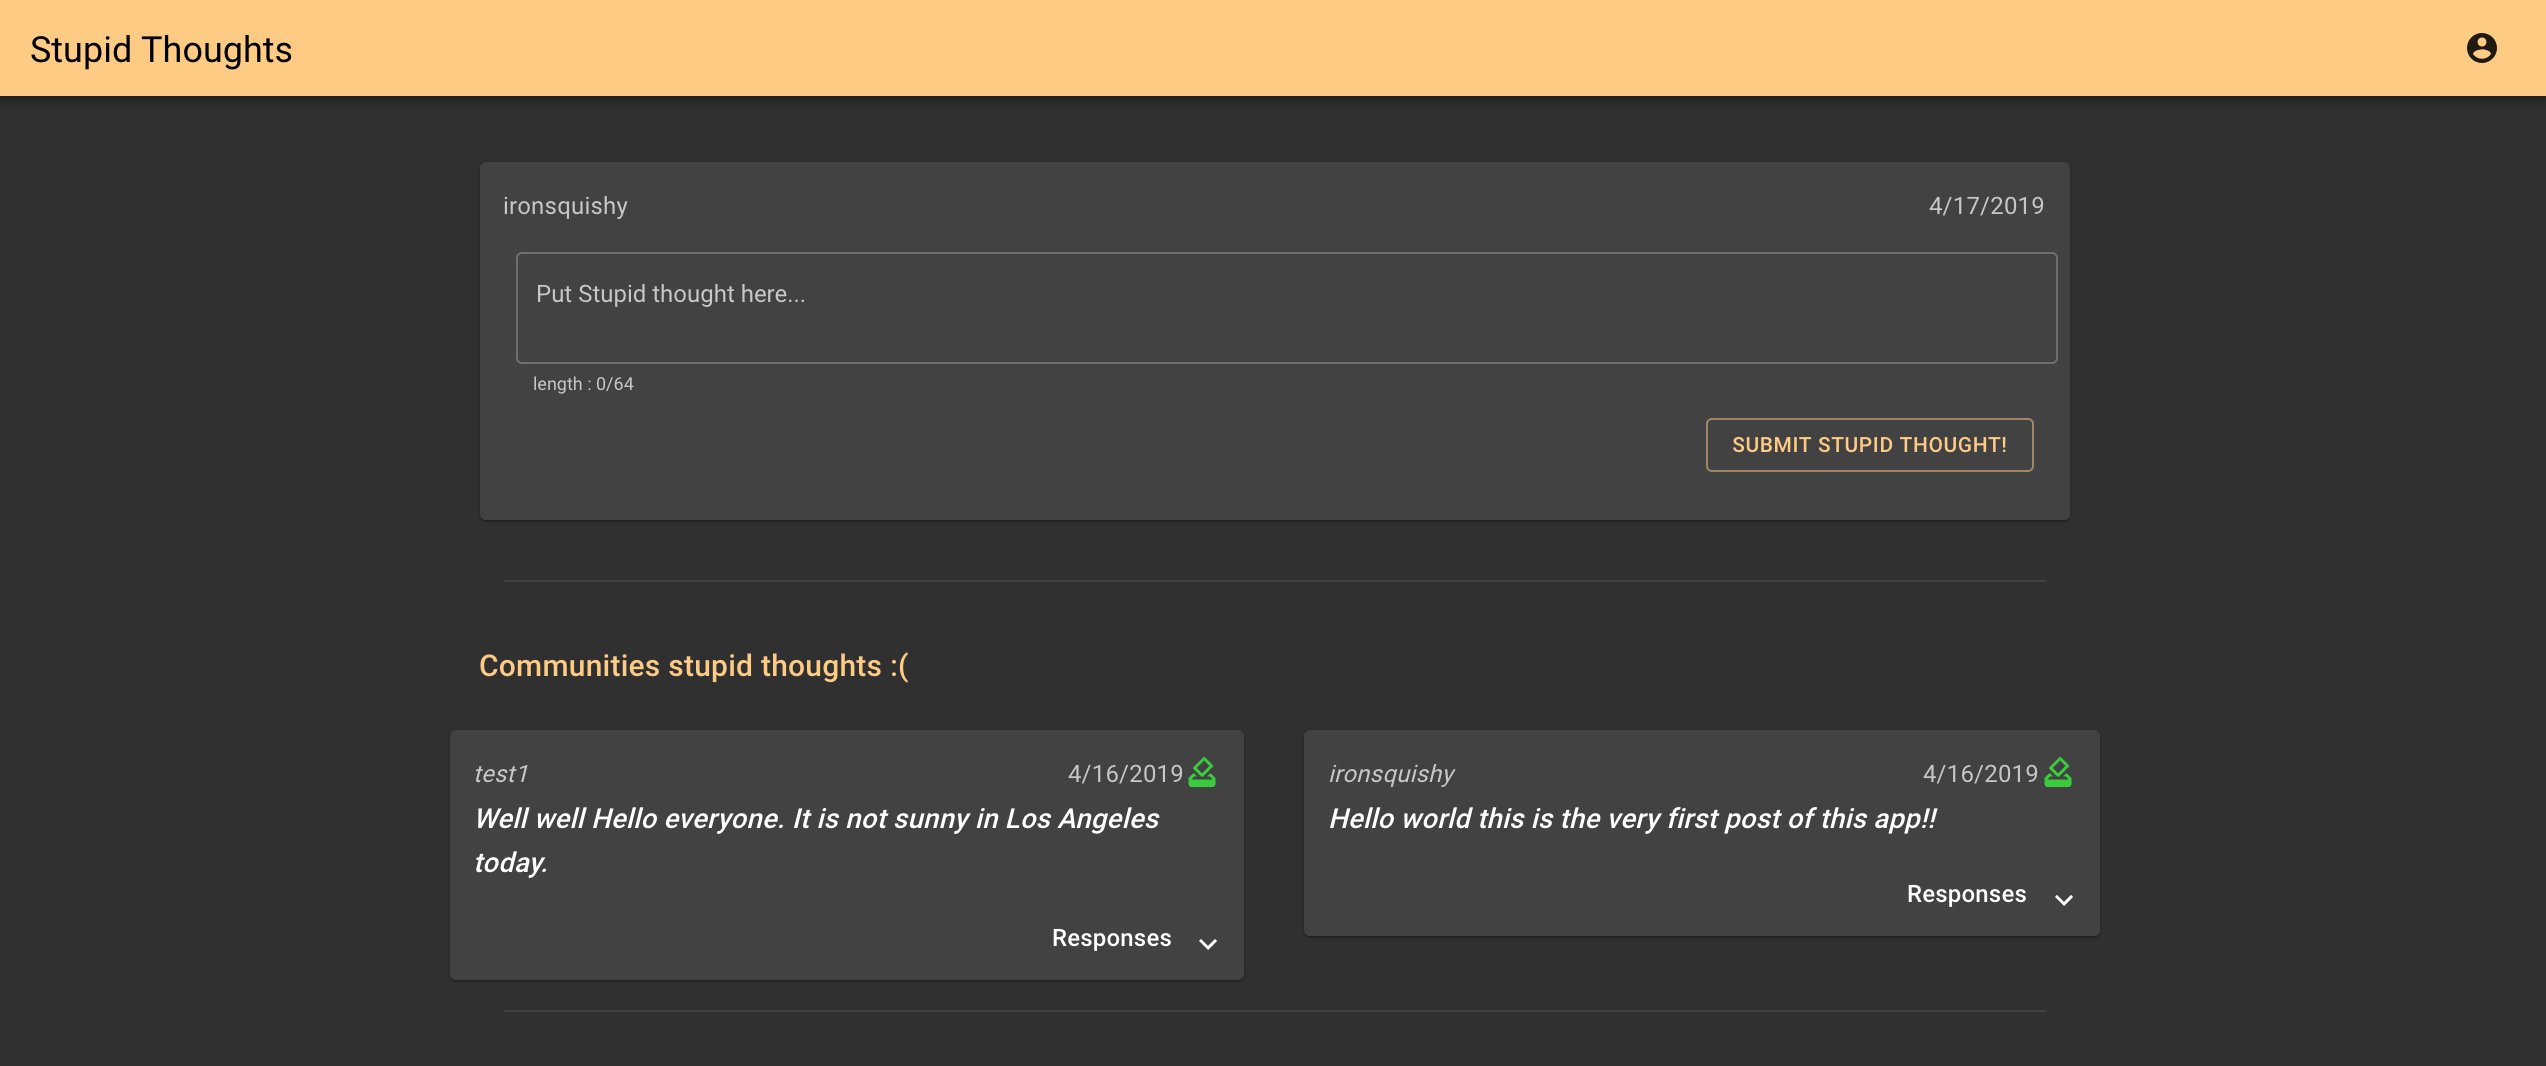 Stupid Thoughts
ironsquishy
4/17/2019
Put Stupid thought here...
length : 0/64
SUBMIT STUPID THOUGHT!
Communities stupid thoughts :(
test1
4/16/2019
Well well Hello everyone. It is not sunny in Los Angeles
today.
Responses
ironsquishy
4/16/2019
Hello world this is the very first post of this app!!
Responses